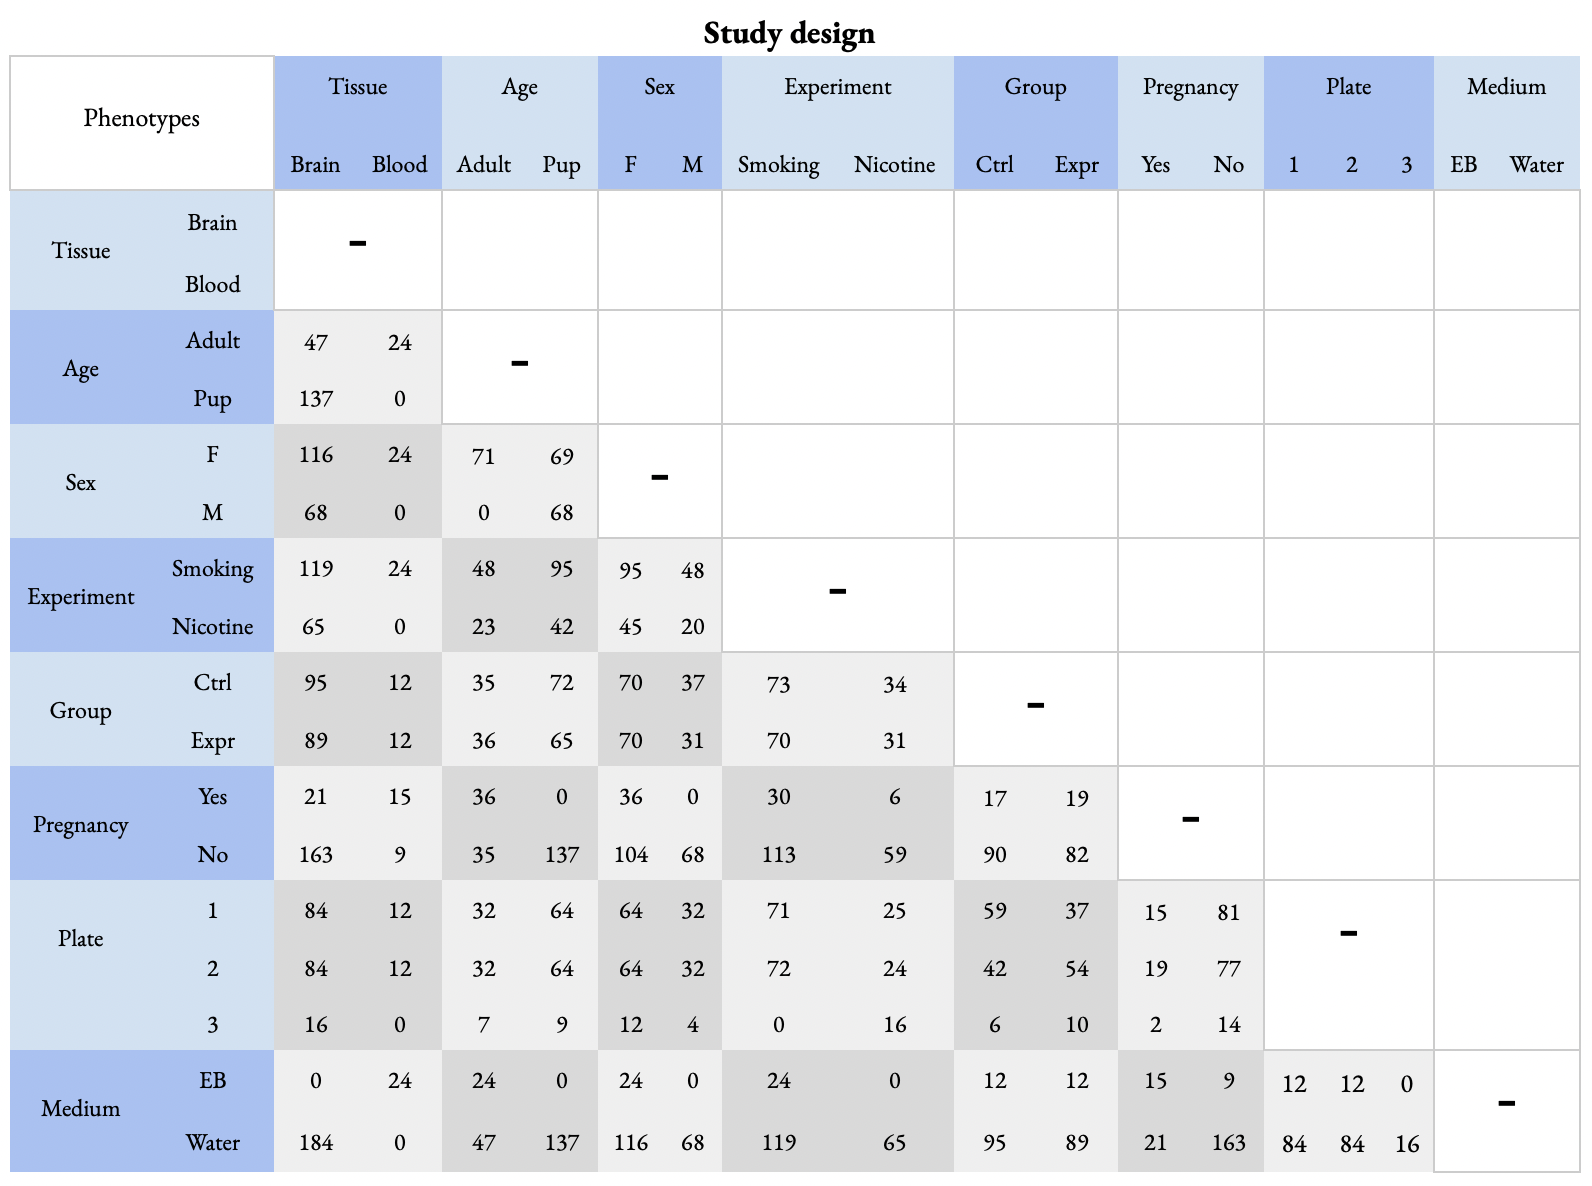 Study design
Phenotypes Tissue Age Sex Experiment Group Pregnancy Plate Medium
Brain Blood Adult Pup F M Smoking Nicotine Ctrl Expr Yes No 1 2 3 EB Water
Tissue Brain -
Blood
Age Adult 47 24 -
Pup 137 0
Sex F 116 24 71 69 -
M 68 0 0 68
Experiment Smoking 119 24 48 95 95 48 -
Nicotine 65 0 23 42 45 20
Group Ctrl 95 12 35 72 70 37 73 34 -
Expr 89 12 36 65 70 31 70 31
Pregnancy Yes 21 15 36 0 36 0 30 6 17 19 -
No 163 9 35 137 104 68 113 59 90 82
Plate 1 84 12 32 64 64 32 71 25 59 37 15 81 -
2 84 12 32 64 64 32 72 24 42 54 19 77
3 16 0 7 9 12 4 0 16 6 10 2 14
Medium EB 0 24 24 0 24 0 24 0 12 12 15 9 12 12 0 -
Water 184 0 47 137 116 68 119 65 95 89 21 163 84 84 16